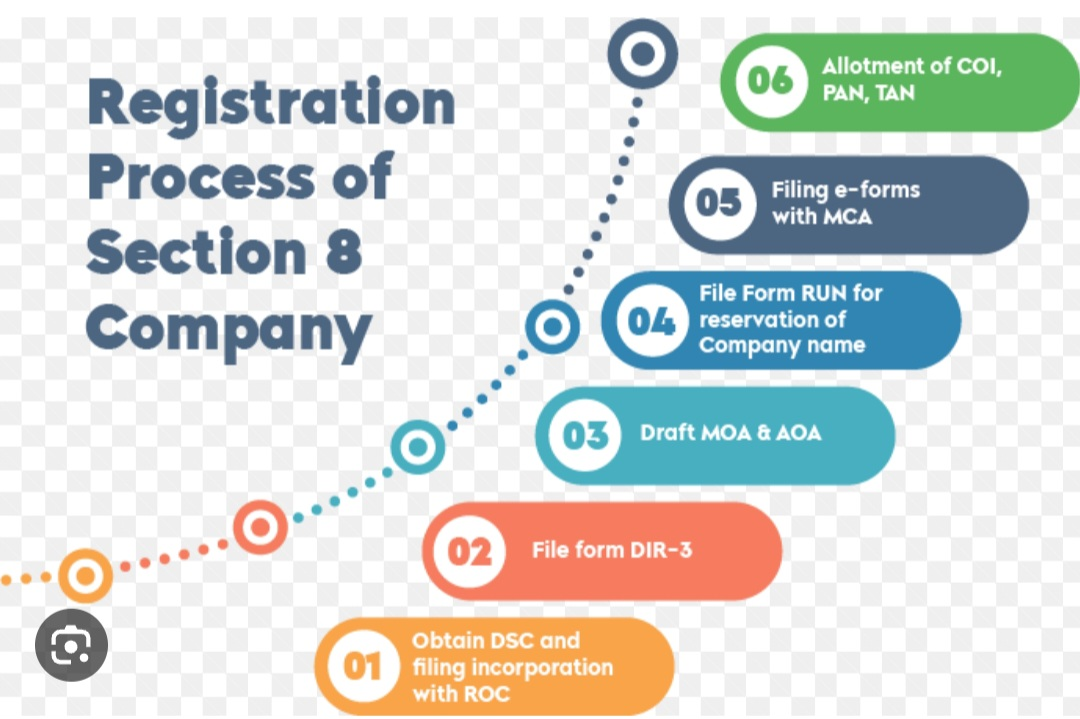 Registration
Process of
Section 8
Company
06
Allotment of COI,
PAN, TAN
05
Filing e-forms
with MCA
04
File Form RUN for
reservation of
Company name
03
Draft MOA & AOA
02
File form DIR-3
01
Obtain DSC and
filing incorporation
with ROC